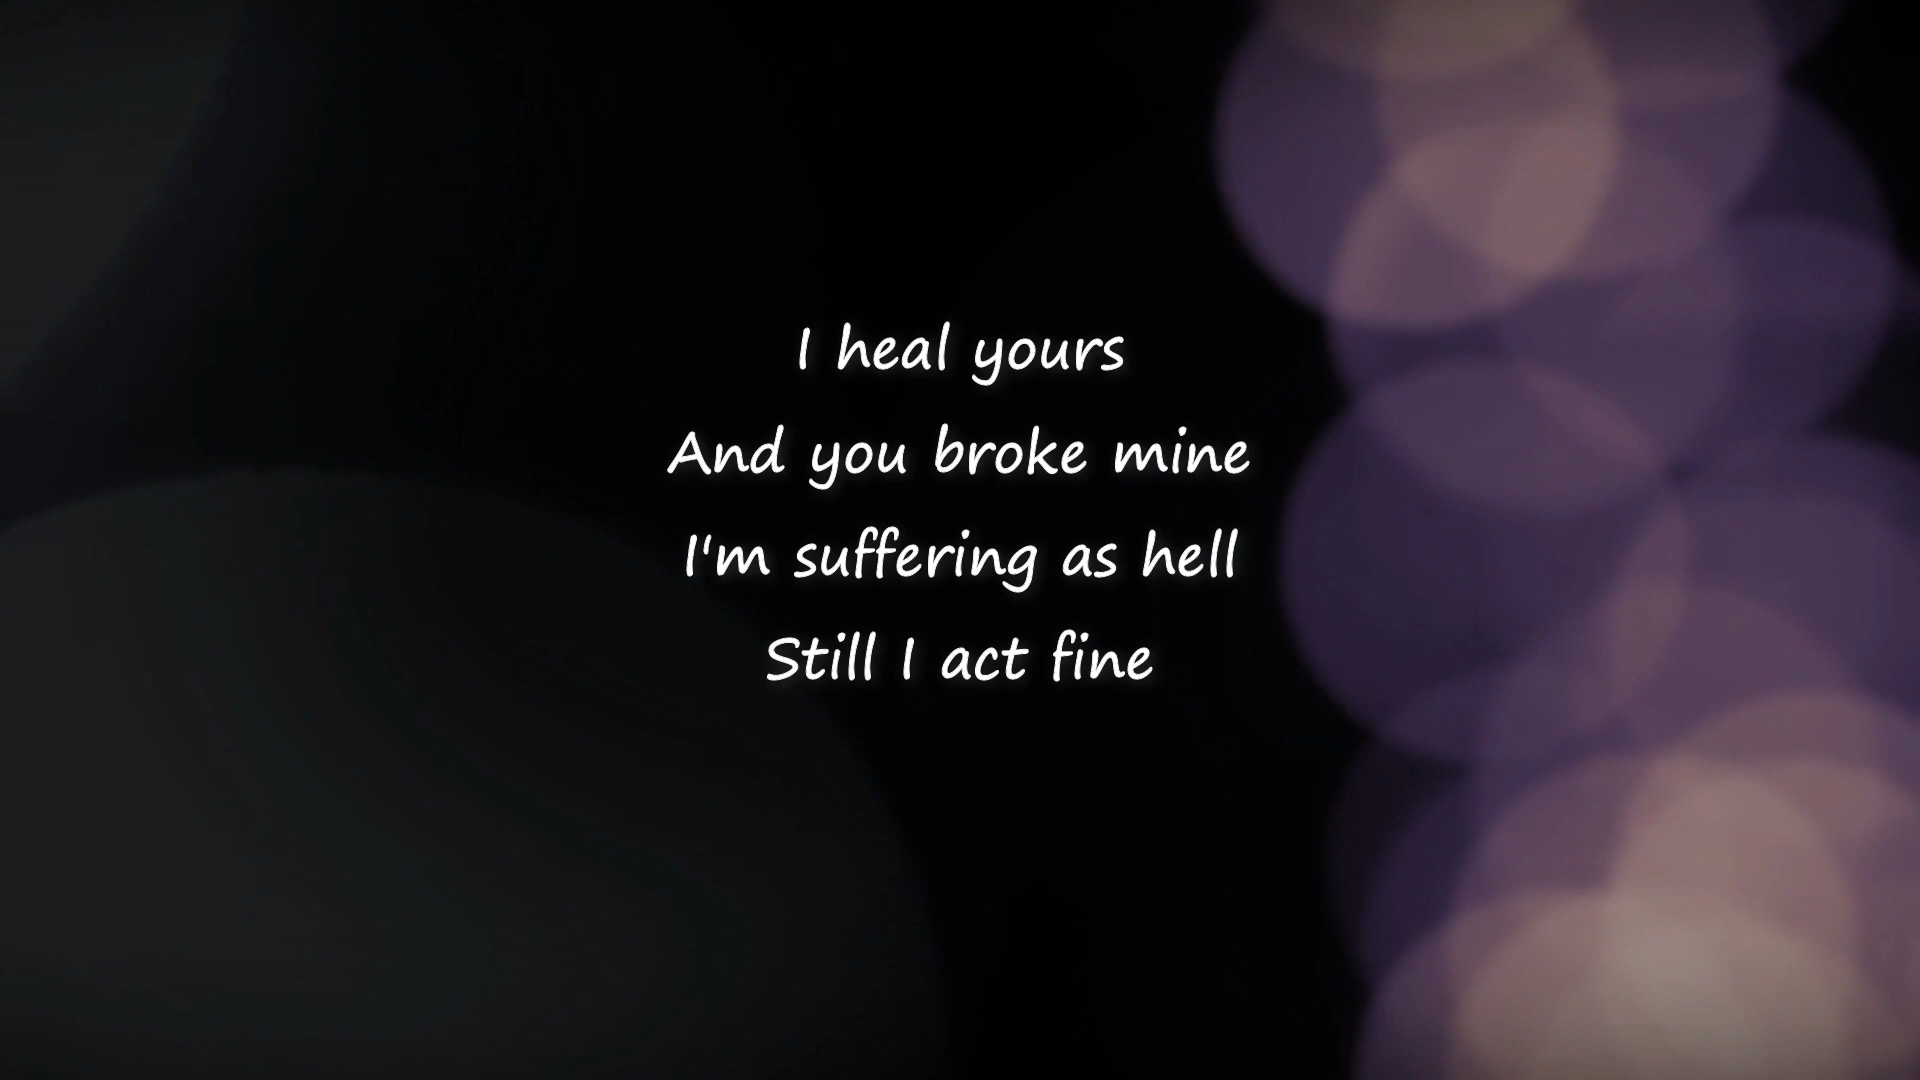 I heal yours
And you broke mine
I'm suffering as hell
Still I act fine